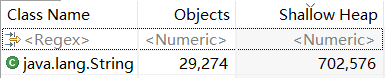 Class Name Objects Shallow Heap
<Regex> <Numeric> <Numeric>
java.lang.String 29,274 702,576